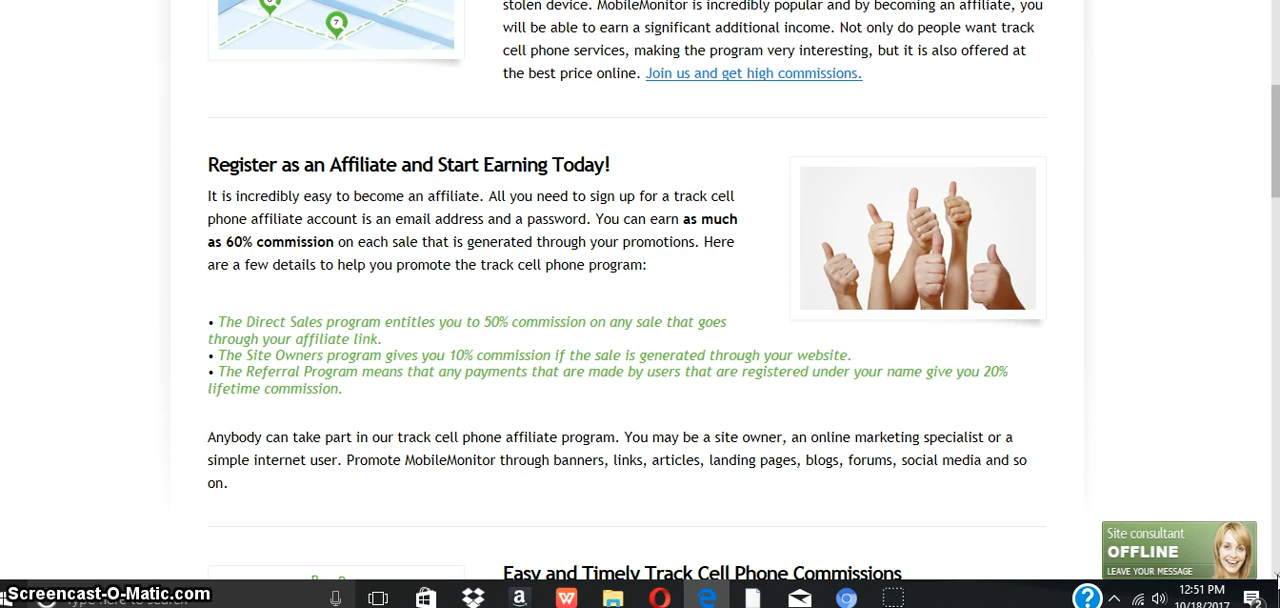 stolen device. MobileMonitor is incredibly popular and by becoming an affiliate, you
will be able to earn a significant additional income. Not only do people want track
cell phone services, making the program very interesting, but it is also offered at
the best price online. Join us and get high commissions.
7
Register as an Affiliate and Start Earning Today!
It is incredibly easy to become an affiliate. All you need to sign up for a track cell
phone affiliate account is an email address and a password. You can earn as much
as 60% commission on each sale that is generated through your promotions. Here
are a few details to help you promote the track cell phone program:
• The Direct Sales program entitles you to 50% commission on any sale that goes
through your affiliate link.
• The Site Owners program gives you 10% commission if the sale is generated through your website.
• The Referral Program means that any payments that are made by users that are registered under your name give you 20%
lifetime commission.
Anybody can take part in our track cell phone affiliate program. You may be a site owner, an online marketing specialist or a
simple internet user. Promote MobileMonitor through banners, links, articles, landing pages, blogs, forums, social media and so
on.
Easy and Timely Track Cell Phone Commissions
Site consultant
OFFLINE
LEAVE YOUR MESSAGE
Screencast-O-Matic.com
12:51 PM
10/18/2017